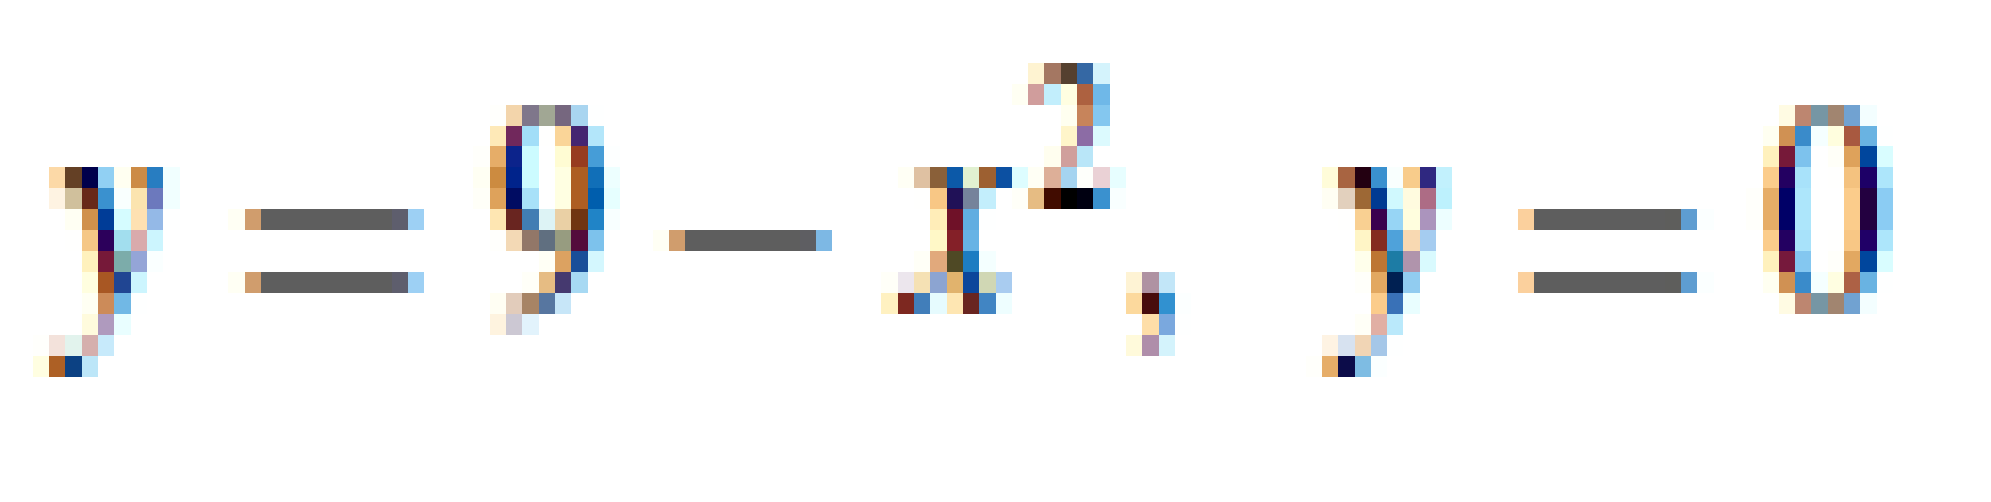 y = 9 − x², y = 0